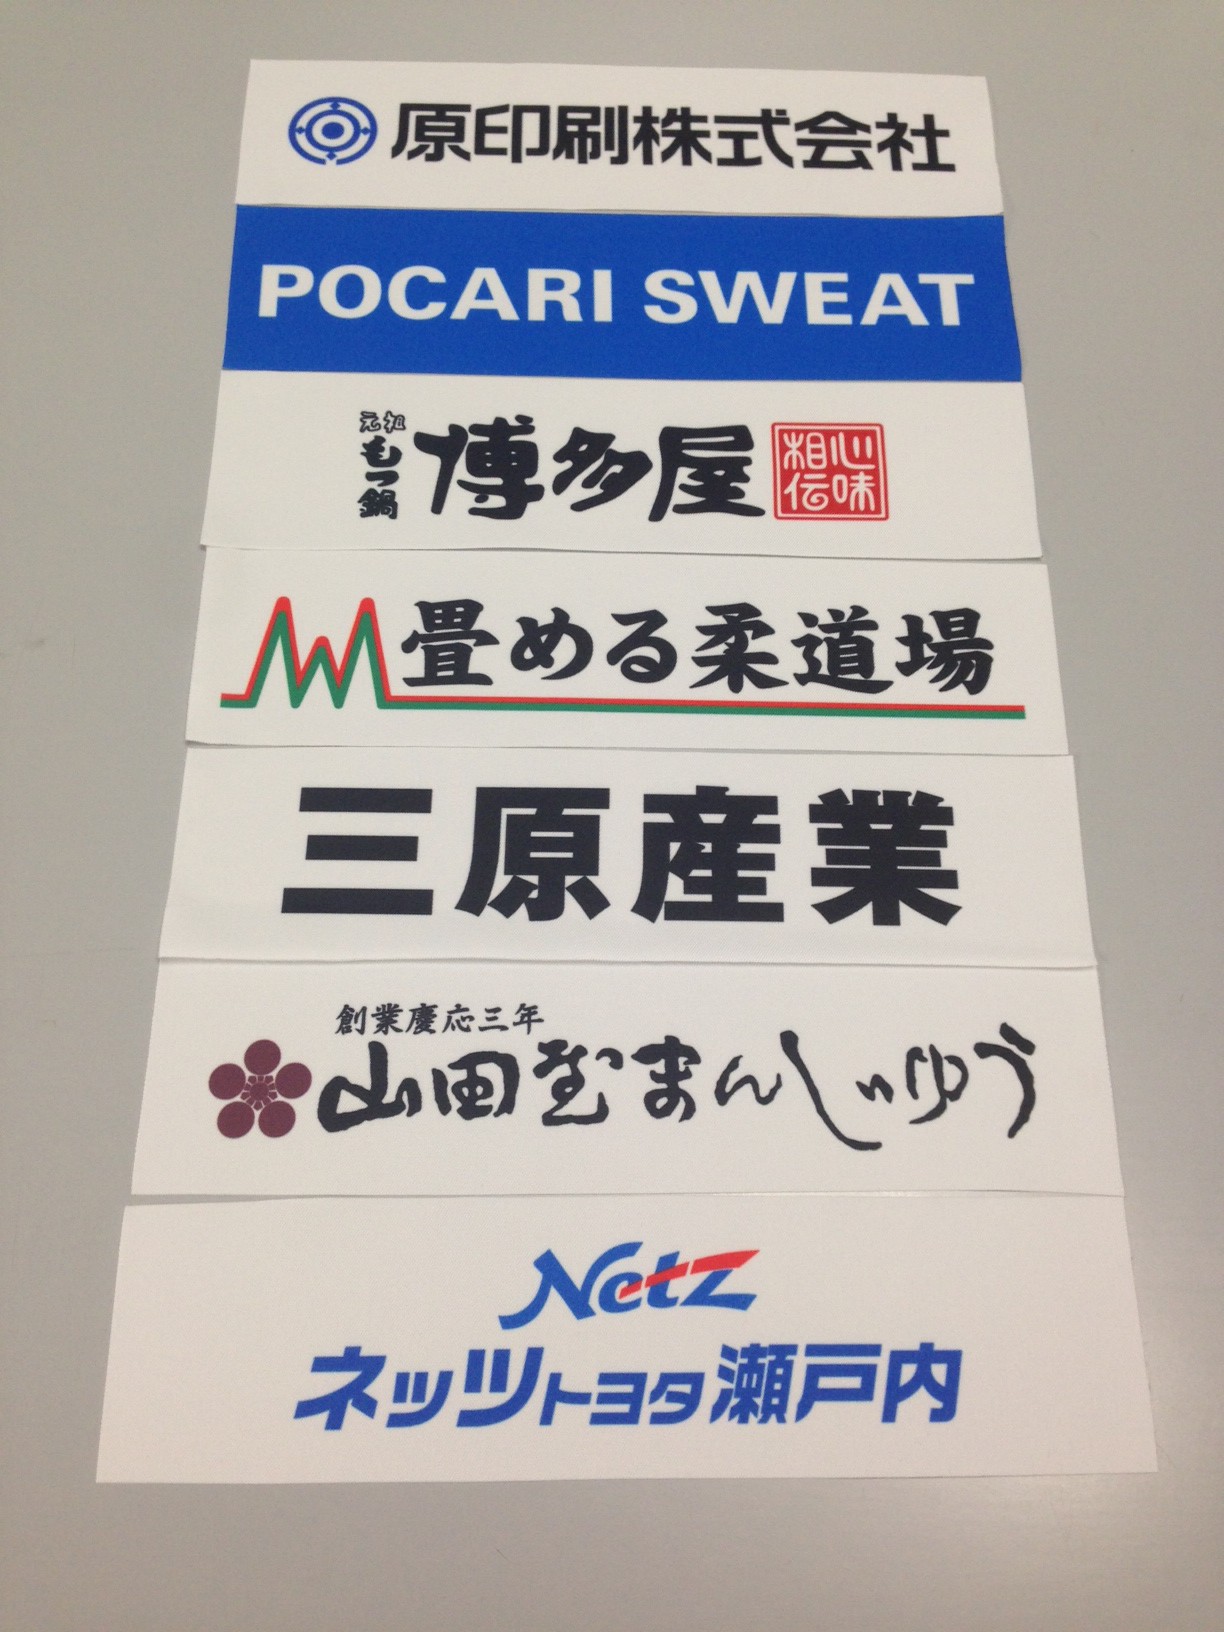 原印刷株式会社
POCARI SWEAT
元祖
もつ鍋
博多屋
心味
相伝
畳める柔道場
三原産業
創業慶応三年
山田屋まんじゅう
Netz
ネッツトヨタ瀬戸内